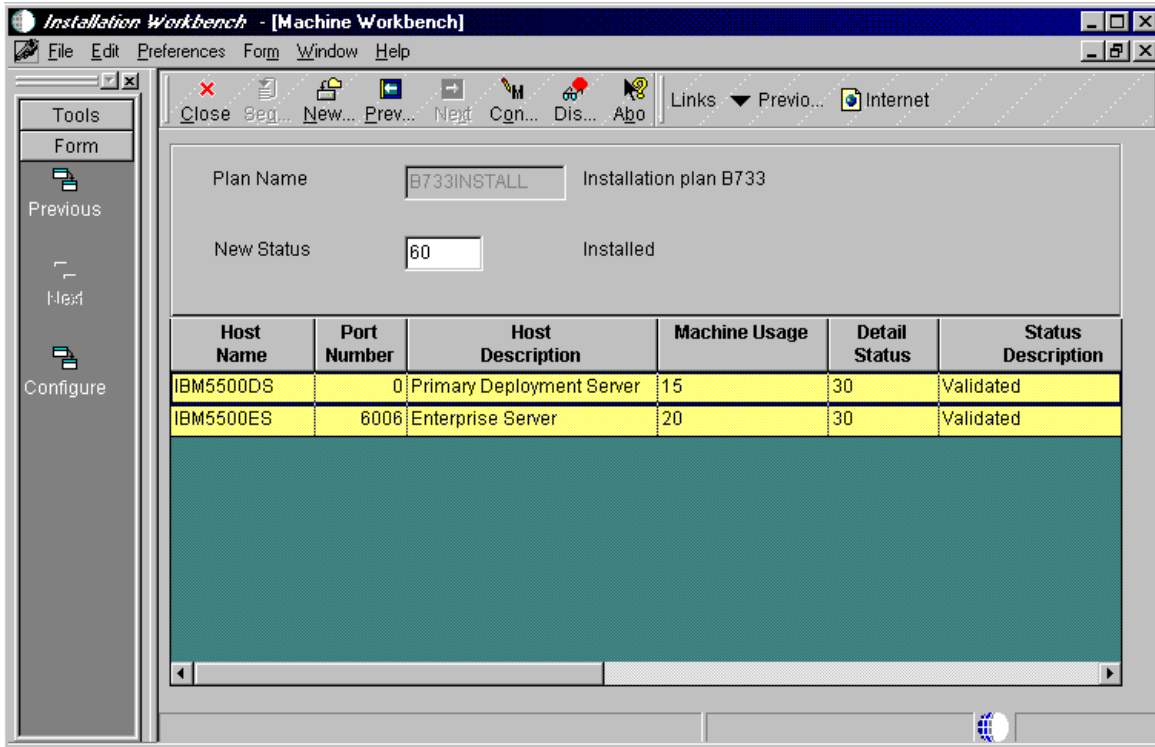 Installation Workbench - [Machine Workbench]
File Edit Preferences Form Window Help
Close Seq... New... Prev... Next Con... Dis... Abo Links Previo... Internet
Tools
Form
Previous
Next
Configure
Plan Name B733INSTALL Installation plan B733
New Status 60 Installed
Host Name Port Number Host Description Machine Usage Detail Status Status Description
IBM5500DS 0 Primary Deployment Server 15 30 Validated
IBM5500ES 6006 Enterprise Server 20 30 Validated